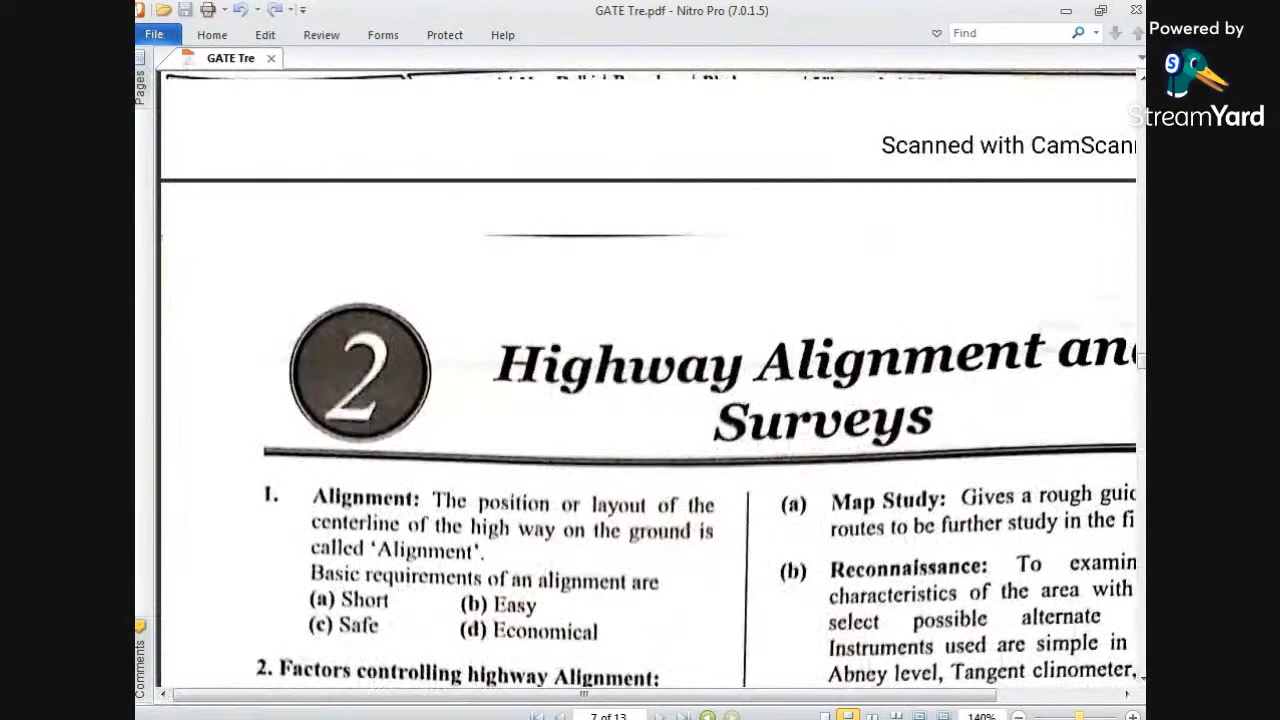 GATE Tre.pdf - Nitro Pro (7.0.1.5)
File Home Edit Review Forms Protect Help Find
GATE Tre
Pages
Powered by
StreamYard
Scanned with CamScan
2
Highway Alignment an
Surveys
1. Alignment: The position or layout of the
centerline of the high way on the ground is
called ‘Alignment’.
Basic requirements of an alignment are
(a) Short (b) Easy
(c) Safe (d) Economical
2. Factors controlling highway Alignment:
(a) Map Study: Gives a rough guid
routes to be further study in the fi
(b) Reconnaissance: To examin
characteristics of the area with
select possible alternate
Instruments used are simple in
Abney level, Tangent clinometer,
Comments
7 of 13
140%